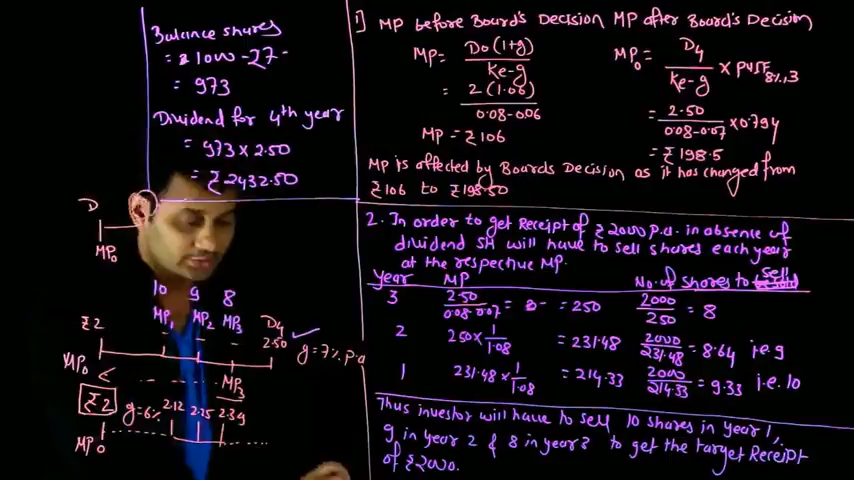 Balance shares
= 1000 - 27
= 973
Dividend for 4th year
= 973 × 2.50
= ₹2432.50
D
MP0
10 9 8
MP1 MP2 MP3
₹2
D4
2.50
g=7% p.a
MP0
MP3
₹2
g=6% 2.12 2.25 2.39
MP0
1] MP before Board's Decision MP after Board's Decision
MP = D0(1+g) / Ke-g
= 2(1.06) / 0.08-0.06
MP = ₹106
MP0 = D4 / Ke-g × PVIF8%,3
= 2.50 / 0.08-0.07 × 0.794
= ₹198.5
MP is affected by Boards Decision as it has changed from
₹106 to ₹198.50
2. In order to get Receipt of ₹2000 p.a. in absence of
dividend SH will have to sell shares each year
at the respective MP.
Year MP No. of shares to sell
3 2.50 / 0.08-0.07 = = 250 2000 / 250 = 8
2 250 × 1 / 1.08 = 231.48 2000 / 231.48 = 8.64 i.e. 9
1 231.48 × 1 / 1.08 = 214.33 2000 / 214.33 = 9.33 i.e. 10
Thus investor will have to sell 10 shares in year 1,
9 in year 2 & 8 in year 3 to get the target Receipt
of ₹2000.